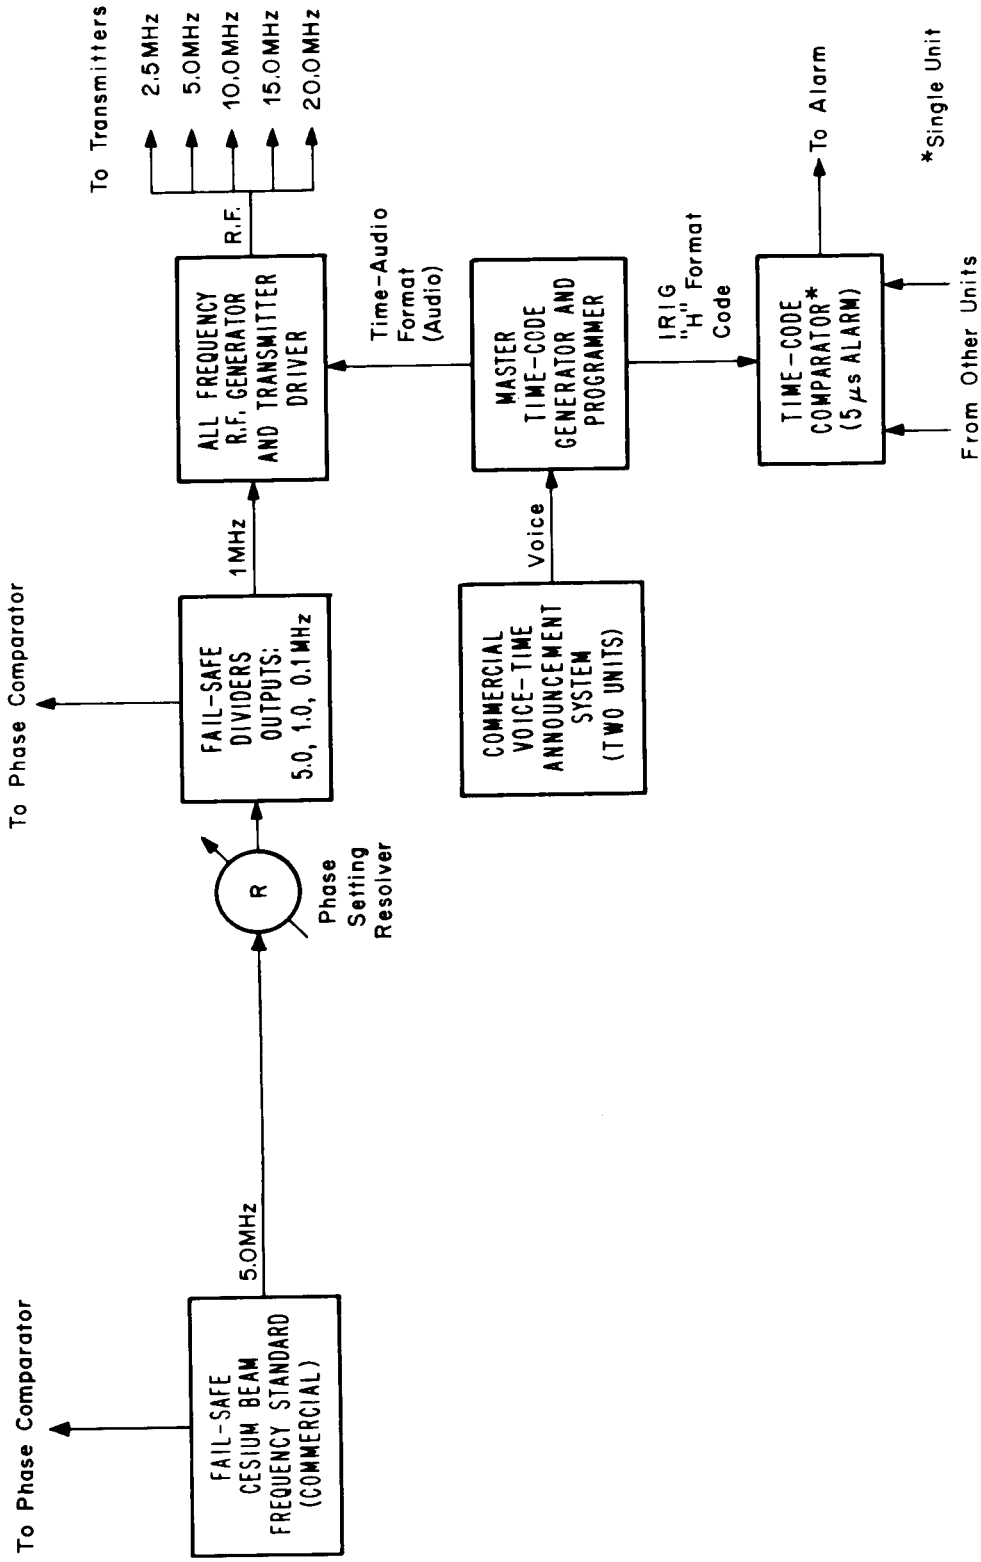 To Phase Comparator
FAIL-SAFE
CESIUM BEAM
FREQUENCY STANDARD
(COMMERCIAL)
5.0MHz
R
Phase
Setting
Resolver
To Phase Comparator
FAIL-SAFE
DIVIDERS
OUTPUTS:
5.0, 1.0, 0.1MHz
1MHz
ALL FREQUENCY
R.F. GENERATOR
AND TRANSMITTER
DRIVER
R.F.
To Transmitters
2.5MHz
5.0MHz
10.0MHz
15.0MHz
20.0MHz
Time-Audio
Format
(Audio)
COMMERCIAL
VOICE-TIME
ANNOUNCEMENT
SYSTEM
(TWO UNITS)
Voice
MASTER
TIME-CODE
GENERATOR AND
PROGRAMMER
IRIG
"H" Format
Code
TIME-CODE
COMPARATOR*
(5μs ALARM)
To Alarm
From Other Units
*Single Unit